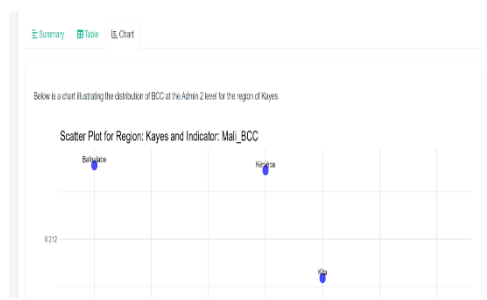 Summary Table Chart
Below is a chart illustrating the distribution of BCC at the Admin 2 level for the region of Kayes.
Scatter Plot for Region: Kayes and Indicator: Mali_BCC
Bafoulabe Kenieba
0.212
Kita